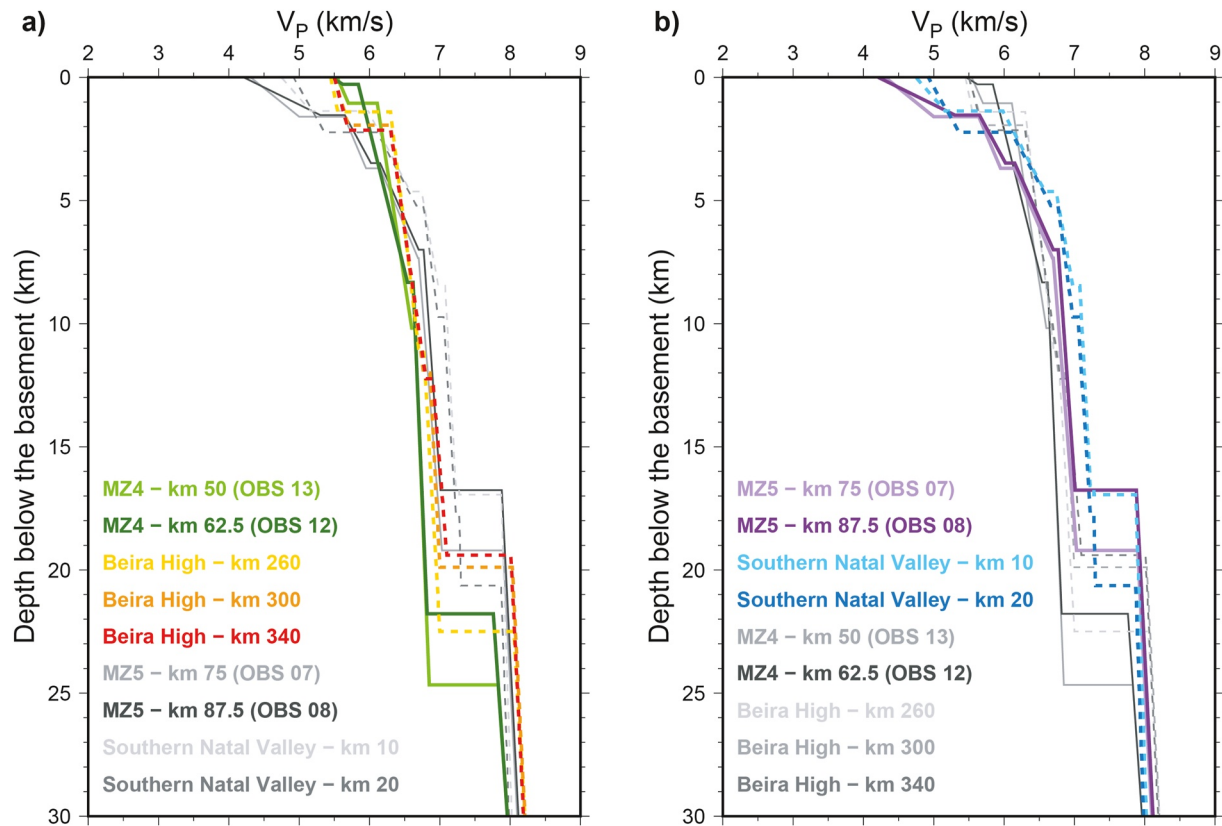 a)
V_P (km/s)
2 3 4 5 6 7 8 9
0
5
10
15
20
25
30
Depth below the basement (km)
MZ4 − km 50 (OBS 13)
MZ4 − km 62.5 (OBS 12)
Beira High − km 260
Beira High − km 300
Beira High − km 340
MZ5 − km 75 (OBS 07)
MZ5 − km 87.5 (OBS 08)
Southern Natal Valley − km 10
Southern Natal Valley − km 20
b)
V_P (km/s)
2 3 4 5 6 7 8 9
0
5
10
15
20
25
30
Depth below the basement (km)
MZ5 − km 75 (OBS 07)
MZ5 − km 87.5 (OBS 08)
Southern Natal Valley − km 10
Southern Natal Valley − km 20
MZ4 − km 50 (OBS 13)
MZ4 − km 62.5 (OBS 12)
Beira High − km 260
Beira High − km 300
Beira High − km 340